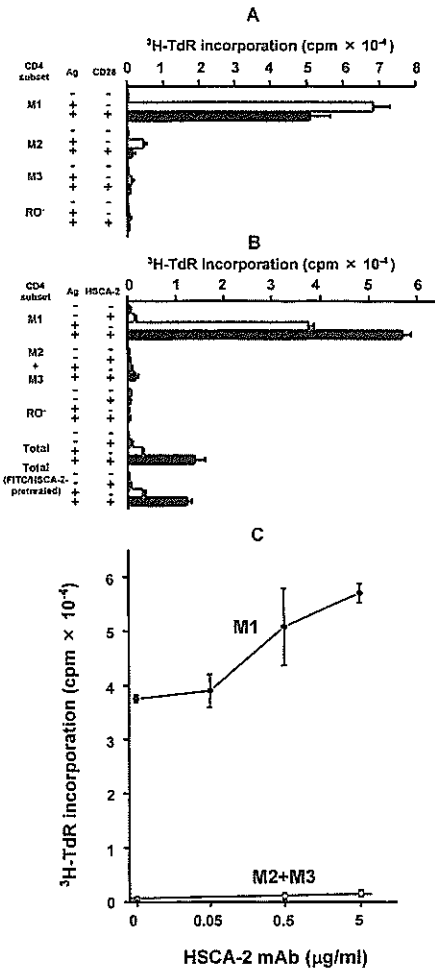 A
³H-TdR incorporation (cpm × 10⁻⁴)
CD4 subset Ag CD28
0 1 2 3 4 5 6 7 8
M1
- -
+ -
+ +
M2
- -
+ -
+ +
M3
- -
+ -
+ +
RO⁻
- -
+ -
+ +
B
³H-TdR Incorporation (cpm × 10⁻⁴)
CD4 subset Ag HSCA-2
0 1 2 3 4 5 6
M1
- -
- +
+ -
+ +
M2 + M3
- -
- +
+ -
+ +
RO⁻
- -
- +
+ -
+ +
Total
- -
- +
+ -
+ +
Total (FITC/HSCA-2-pretreated)
- -
- +
+ -
+ +
C
³H-TdR incorporation (cpm × 10⁻⁴)
6
5
4
3
2
1
0
M1
M2+M3
0 0.05 0.5 5
HSCA-2 mAb (µg/ml)